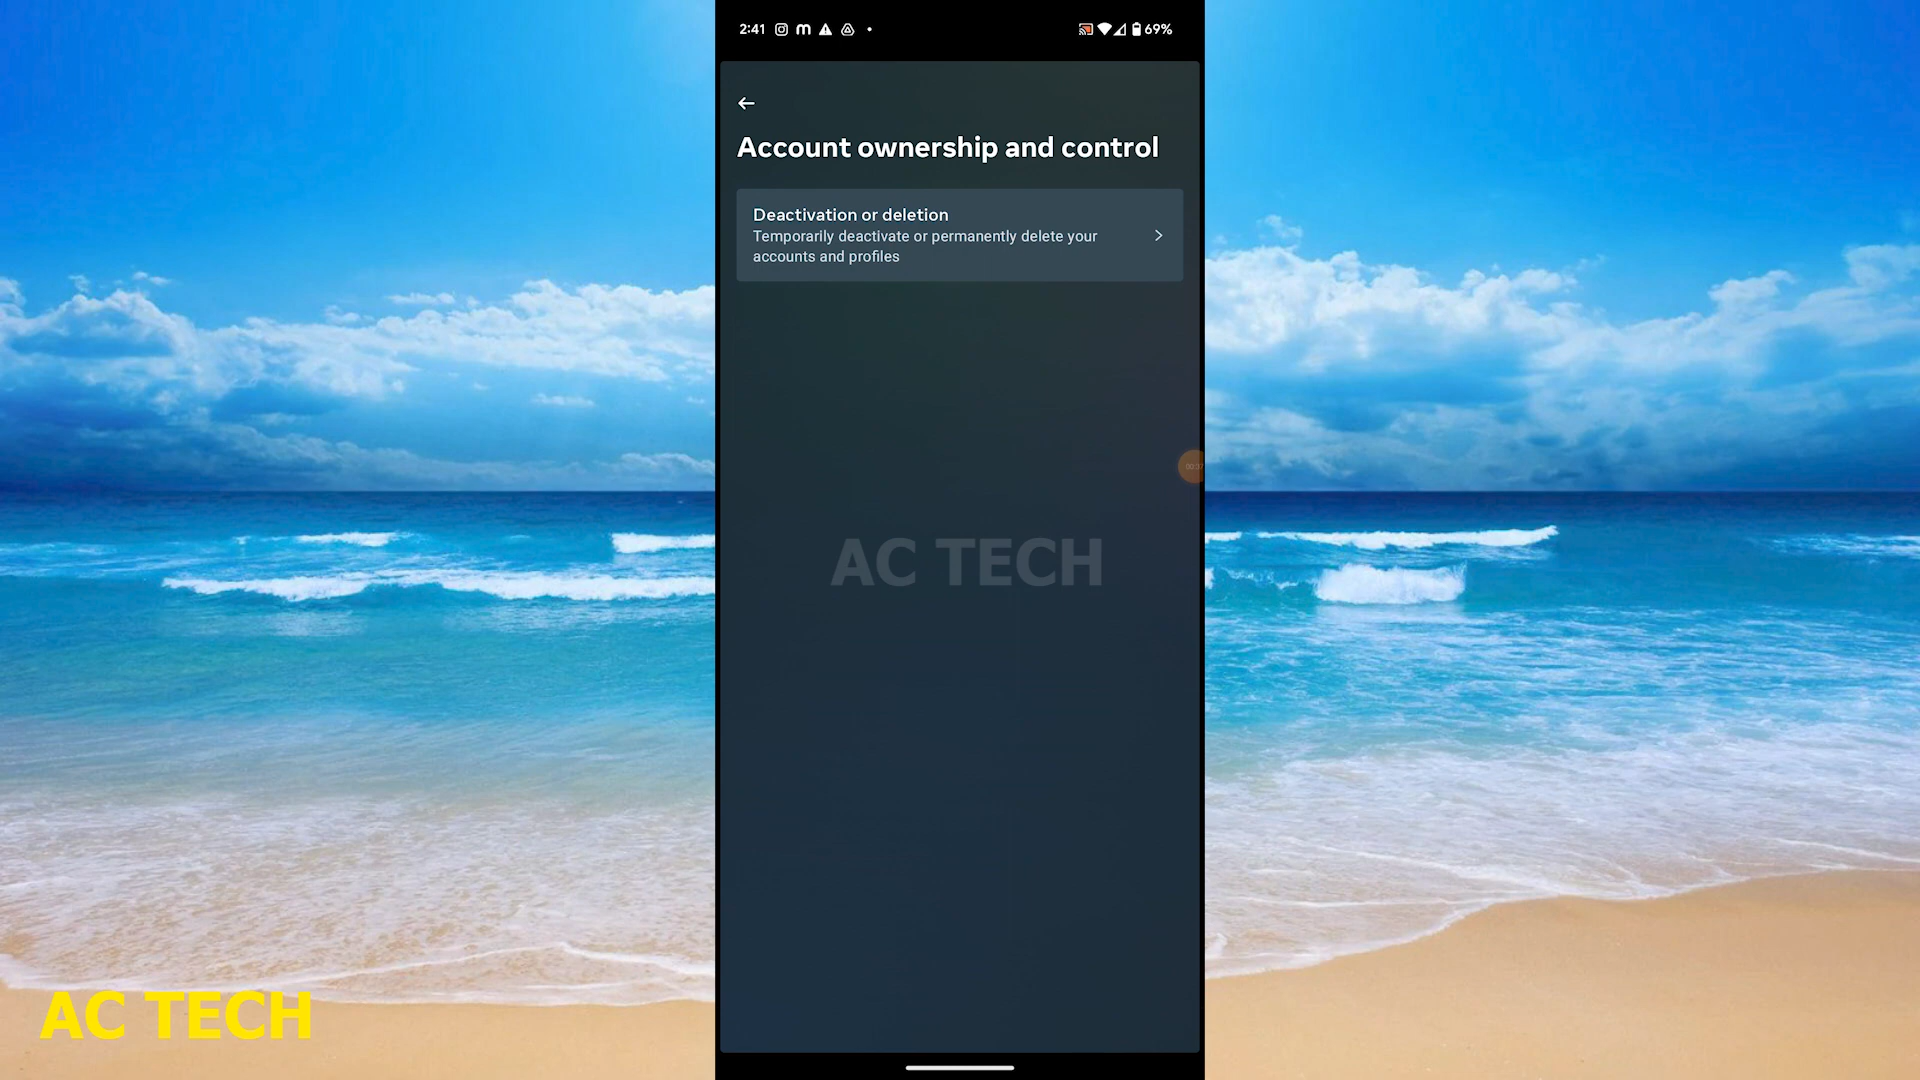 2:41
69%
Account ownership and control
Deactivation or deletion
Temporarily deactivate or permanently delete your
accounts and profiles
AC TECH
AC TECH